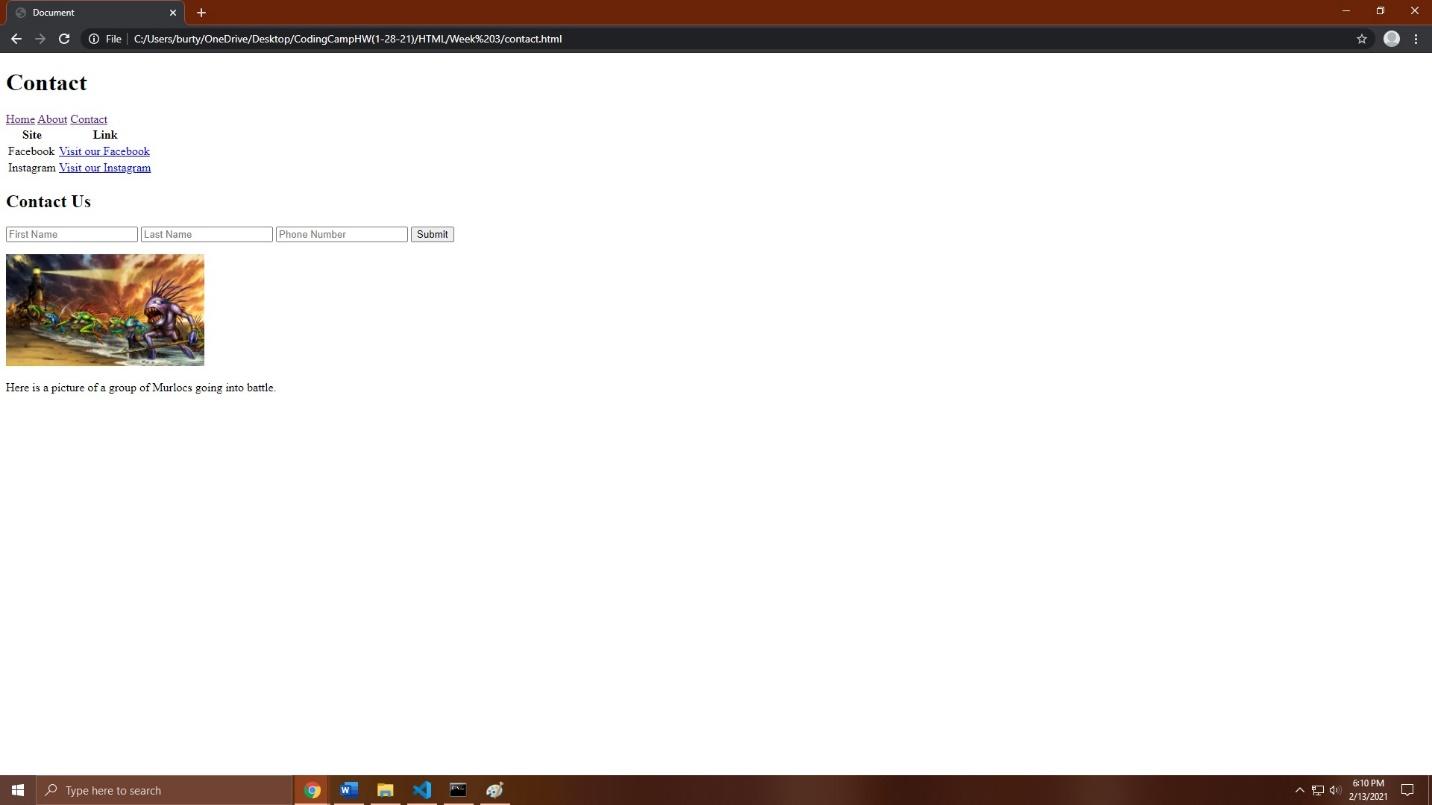 Document
File C:/Users/burty/OneDrive/Desktop/CodingCampHW(1-28-21)/HTML/Week%203/contact.html
Contact
Home About Contact
Site Link
Facebook Visit our Facebook
Instagram Visit our Instagram
Contact Us
First Name Last Name Phone Number Submit
Here is a picture of a group of Murlocs going into battle.
Type here to search
6:10 PM
2/13/2021